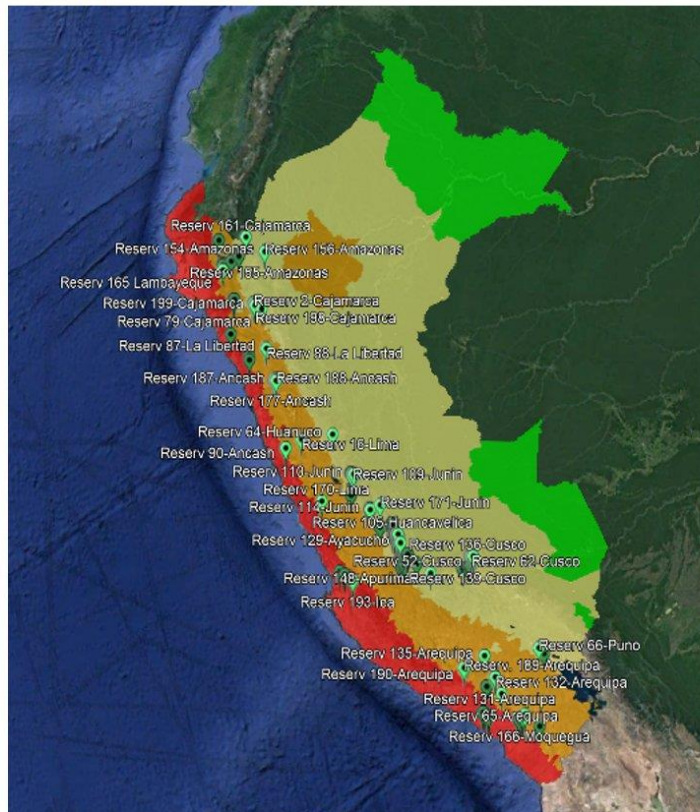 Reserv 161-Cajamarca
Reserv 154-Amazonas
Reserv 156-Amazonas
Reserv 155-Amazonas
Reserv 165 Lambayeque
Reserv 199-Cajamarca
Reserv 2-Cajamarca
Reserv 198-Cajamarca
Reserv 79-Cajamarca
Reserv 87-La Libertad
Reserv 88-La Libertad
Reserv 187-Ancash
Reserv 188-Ancash
Reserv 177-Ancash
Reserv 64-Huanuco
Reserv 16-Lima
Reserv 90-Ancash
Reserv 110-Junin
Reserv 109-Junin
Reserv 170-Lima
Reserv 171-Junin
Reserv 114-Junin
Reserv 105-Huancavelica
Reserv 129-Ayacucho
Reserv 136-Cusco
Reserv 52-Cusco
Reserv 62-Cusco
Reserv 148-Apurima
Reserv 139-Cusco
Reserv 193-Ica
Reserv 66-Puno
Reserv 135-Arequipa
Reserv. 189-Arequipa
Reserv 190-Arequipa
Reserv 132-Arequipa
Reserv 131-Arequipa
Reserv 65-Arequipa
Reserv 166-Moquegua